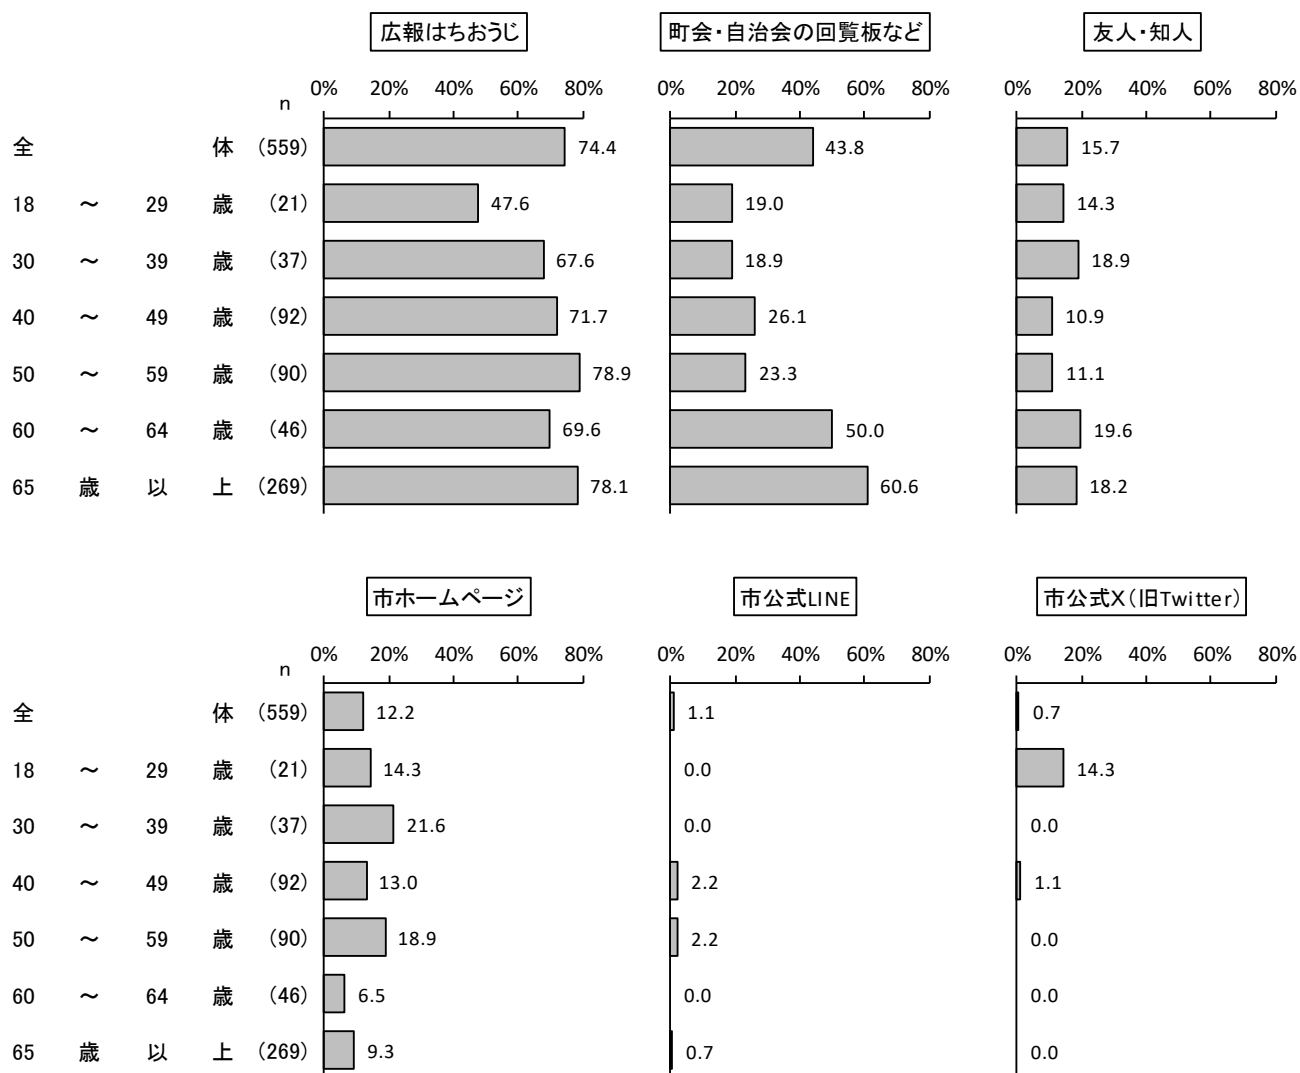 広報はちおうじ 町会・自治会の回覧板など 友人・知人
0% 20% 40% 60% 80% 0% 20% 40% 60% 80% 0% 20% 40% 60% 80%
n
全 体 (559) 74.4 43.8 15.7
18 ～ 29 歳 (21) 47.6 19.0 14.3
30 ～ 39 歳 (37) 67.6 18.9 18.9
40 ～ 49 歳 (92) 71.7 26.1 10.9
50 ～ 59 歳 (90) 78.9 23.3 11.1
60 ～ 64 歳 (46) 69.6 50.0 19.6
65 歳 以 上 (269) 78.1 60.6 18.2
市ホームページ 市公式LINE 市公式X（旧Twitter）
0% 20% 40% 60% 80% 0% 20% 40% 60% 80% 0% 20% 40% 60% 80%
n
全 体 (559) 12.2 1.1 0.7
18 ～ 29 歳 (21) 14.3 0.0 14.3
30 ～ 39 歳 (37) 21.6 0.0 0.0
40 ～ 49 歳 (92) 13.0 2.2 1.1
50 ～ 59 歳 (90) 18.9 2.2 0.0
60 ～ 64 歳 (46) 6.5 0.0 0.0
65 歳 以 上 (269) 9.3 0.7 0.0